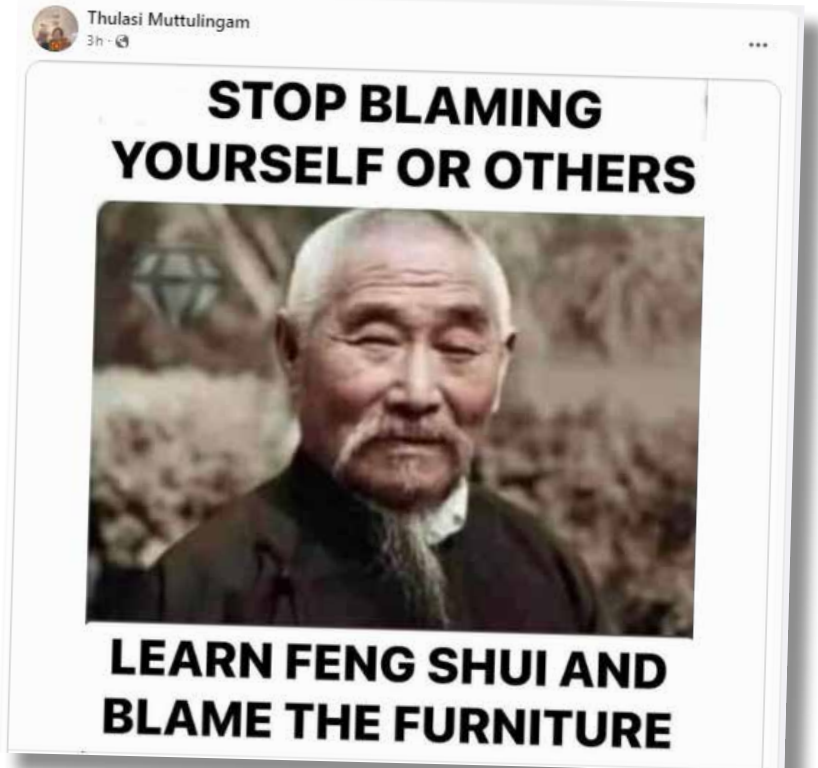 Thulasi Muttulingam
3h ·
STOP BLAMING
YOURSELF OR OTHERS
LEARN FENG SHUI AND
BLAME THE FURNITURE